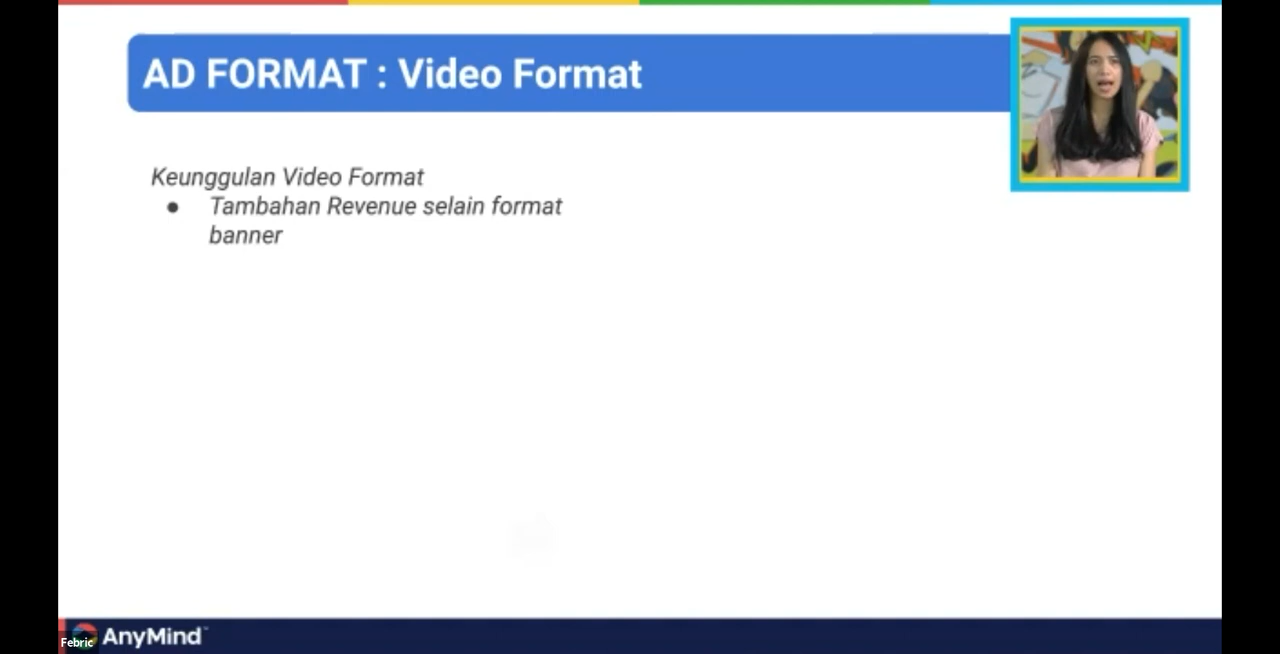 AD FORMAT : Video Format
Keunggulan Video Format
● Tambahan Revenue selain format
banner
Febric
AnyMind